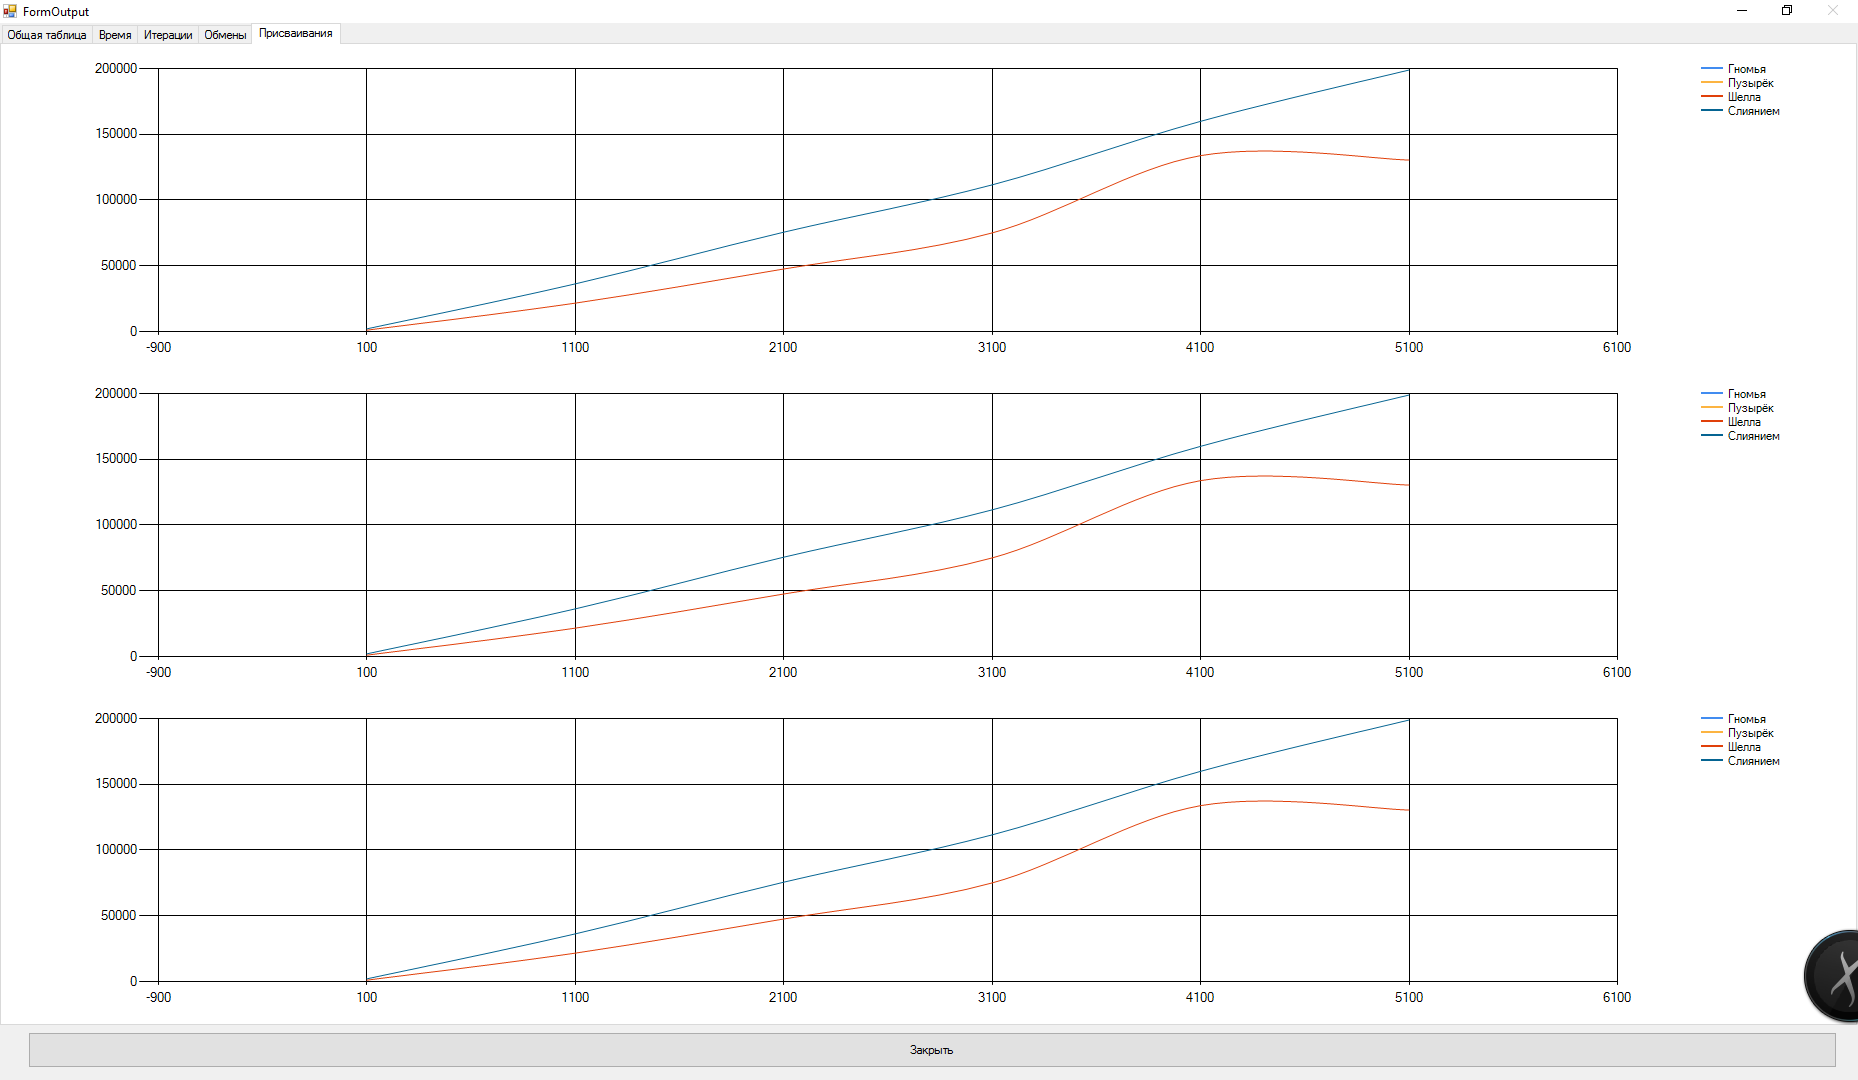 FormOutput
Общая таблица Время Итерации Обмены Присваивания
200000
150000
100000
50000
0
-900 100 1100 2100 3100 4100 5100 6100
Гномья
Пузырёк
Шелла
Слиянием
200000
150000
100000
50000
0
-900 100 1100 2100 3100 4100 5100 6100
Гномья
Пузырёк
Шелла
Слиянием
200000
150000
100000
50000
0
-900 100 1100 2100 3100 4100 5100 6100
Гномья
Пузырёк
Шелла
Слиянием
Закрыть